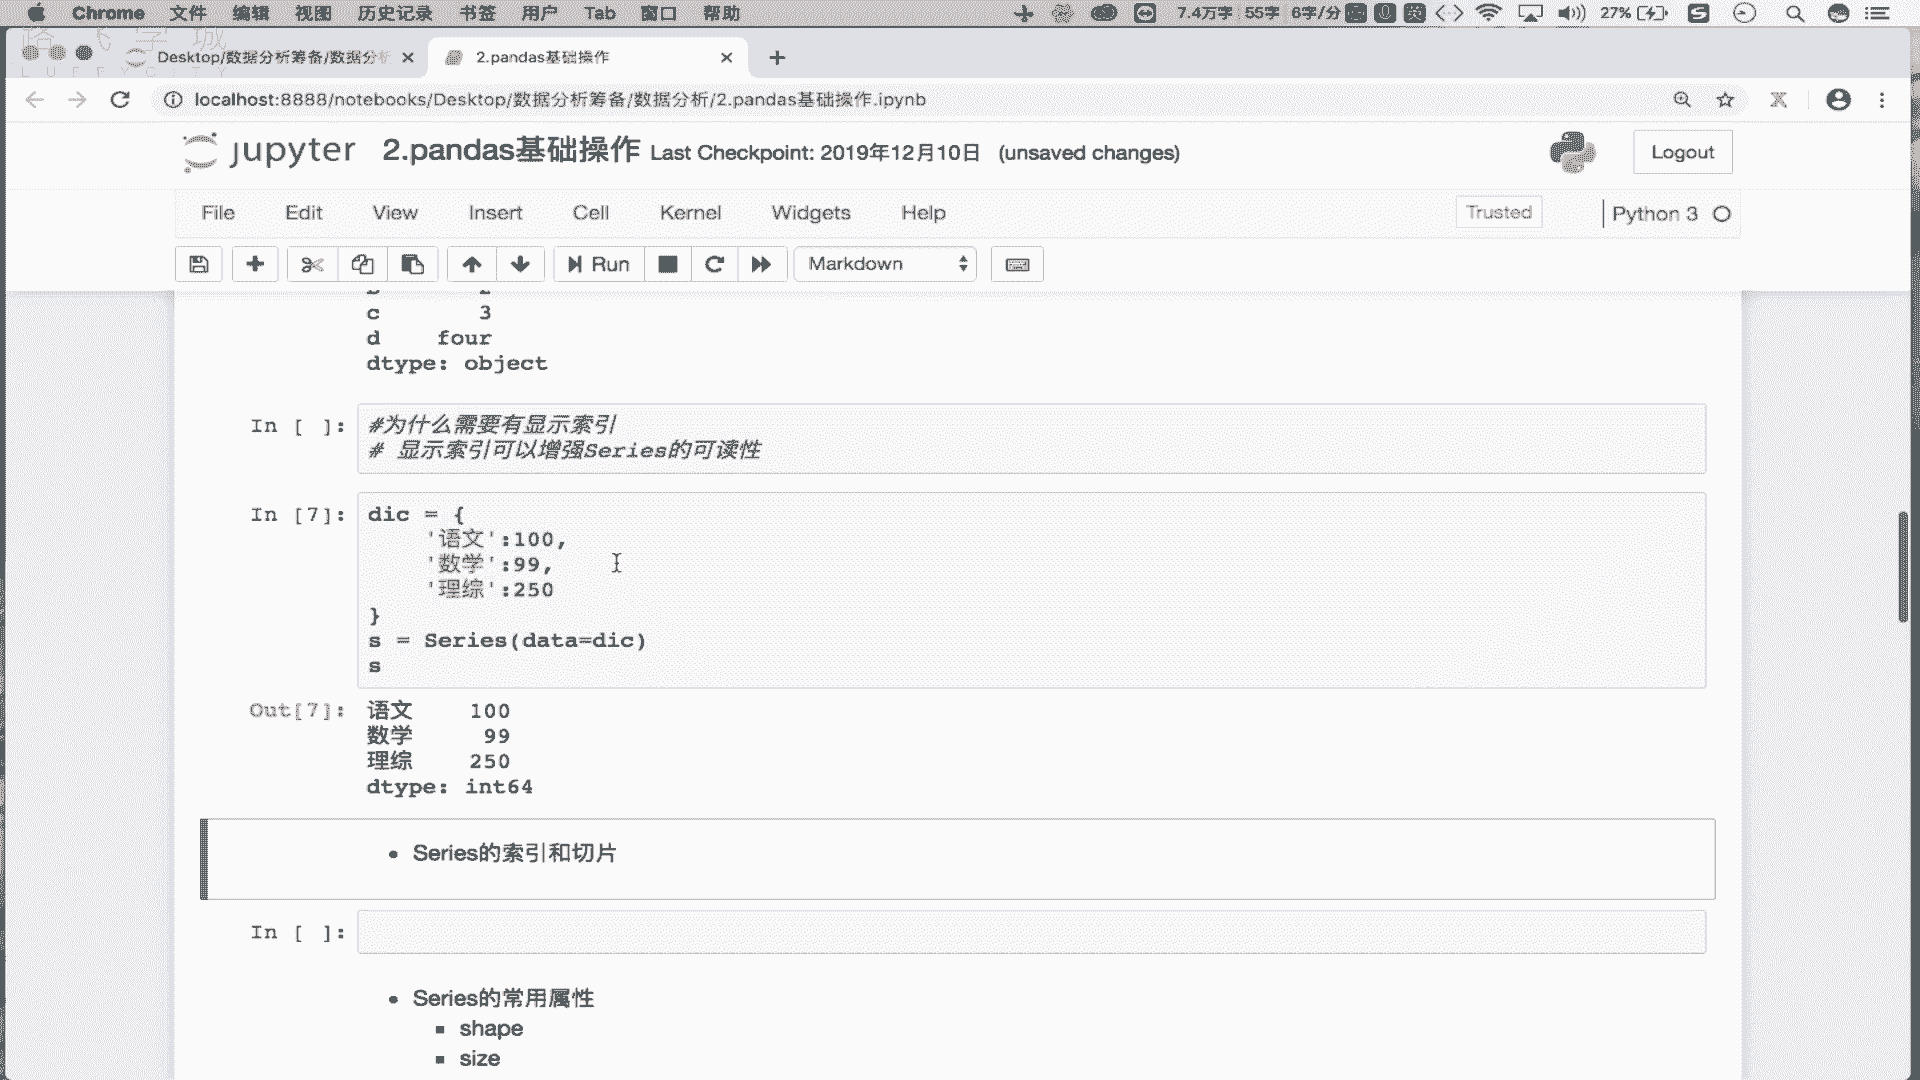 Chrome 文件 编辑 视图 历史记录 书签 用户 Tab 窗口 帮助 7.4万字 55字 6字/分 英 27%
Desktop/数据分析筹备/数据分析
2.pandas基础操作
localhost:8888/notebooks/Desktop/数据分析筹备/数据分析/2.pandas基础操作.ipynb
jupyter 2.pandas基础操作 Last Checkpoint: 2019年12月10日 (unsaved changes)
Logout
File Edit View Insert Cell Kernel Widgets Help
Trusted
Python 3
Run
Markdown
c 3
d four
dtype: object
In [ ]:
#为什么需要有显示索引
# 显示索引可以增强Series的可读性
In [7]:
dic = {
'语文':100,
'数学':99,
'理综':250
}
s = Series(data=dic)
s
Out[7]:
语文 100
数学 99
理综 250
dtype: int64
Series的索引和切片
In [ ]:
Series的常用属性
shape
size